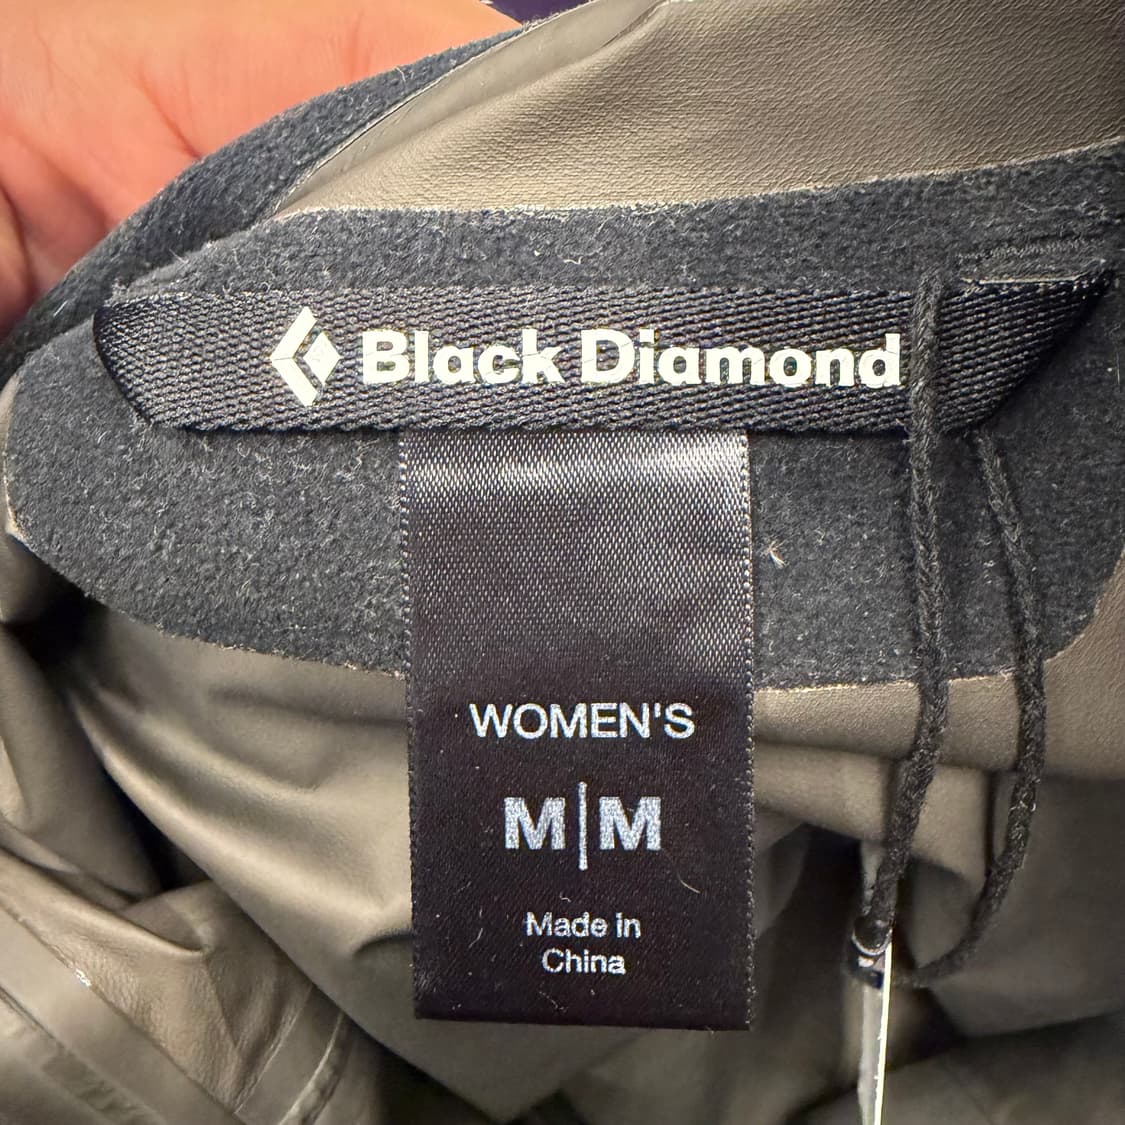 Black Diamond
WOMEN'S
M|M
Made in
China